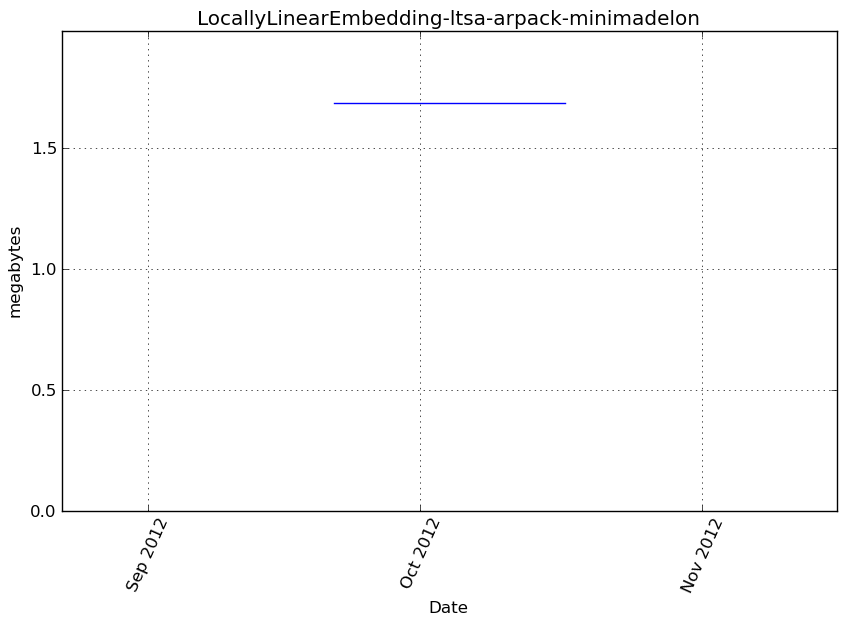 LocallyLinearEmbedding-ltsa-arpack-minimadelon
1.5
1.0
0.5
0.0
megabytes
Sep 2012
Oct 2012
Nov 2012
Date